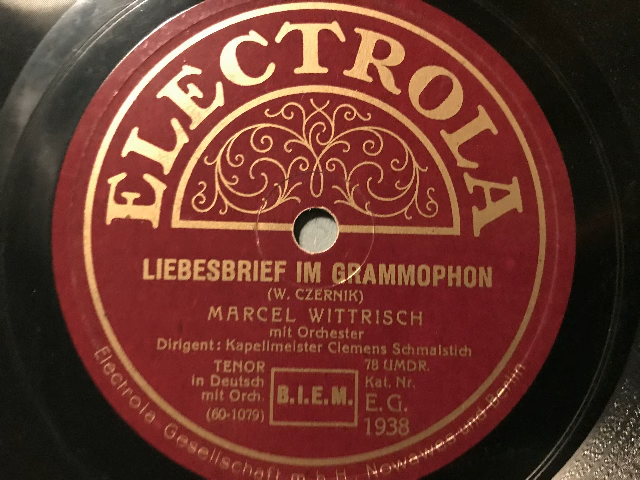 ELECTROLA
LIEBESBRIEF IM GRAMMOPHON
(W. CZERNIK)
MARCEL WITTRISCH
mit Orchester
Dirigent: Kapellmeister Clemens Schmalstich
TENOR
in Deutsch
mit Orch.
(60-1079)
B.I.E.M.
78 UMDR.
Kat. Nr.
E.G.
1938
Electrola Gesellschaft m.b.H. Nowawes und Berlin